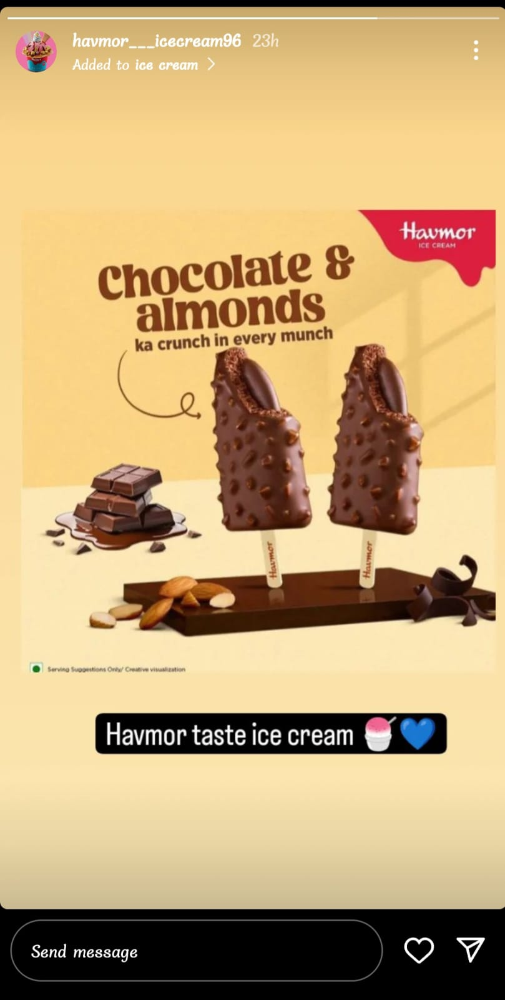 havmor___icecream96 23h
Added to ice cream >
Havmor
ICE CREAM
Chocolate &
almonds
ka crunch in every munch
Havmor
Havmor
Serving Suggestions Only/ Creative visualization
Havmor taste ice cream 🍧💙
Send message